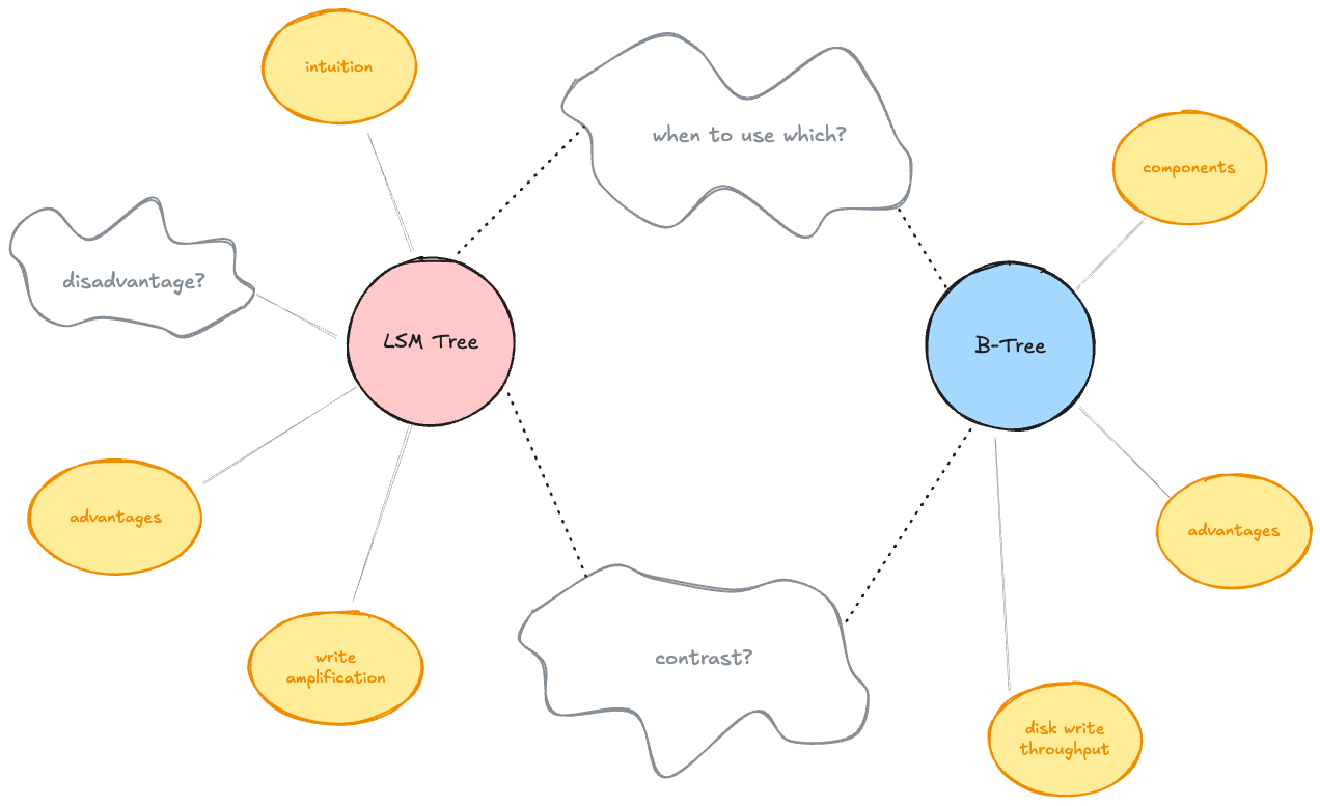 intuition
when to use which?
components
disadvantage?
LSM Tree
B-Tree
advantages
advantages
write
amplification
contrast?
disk write
throughput